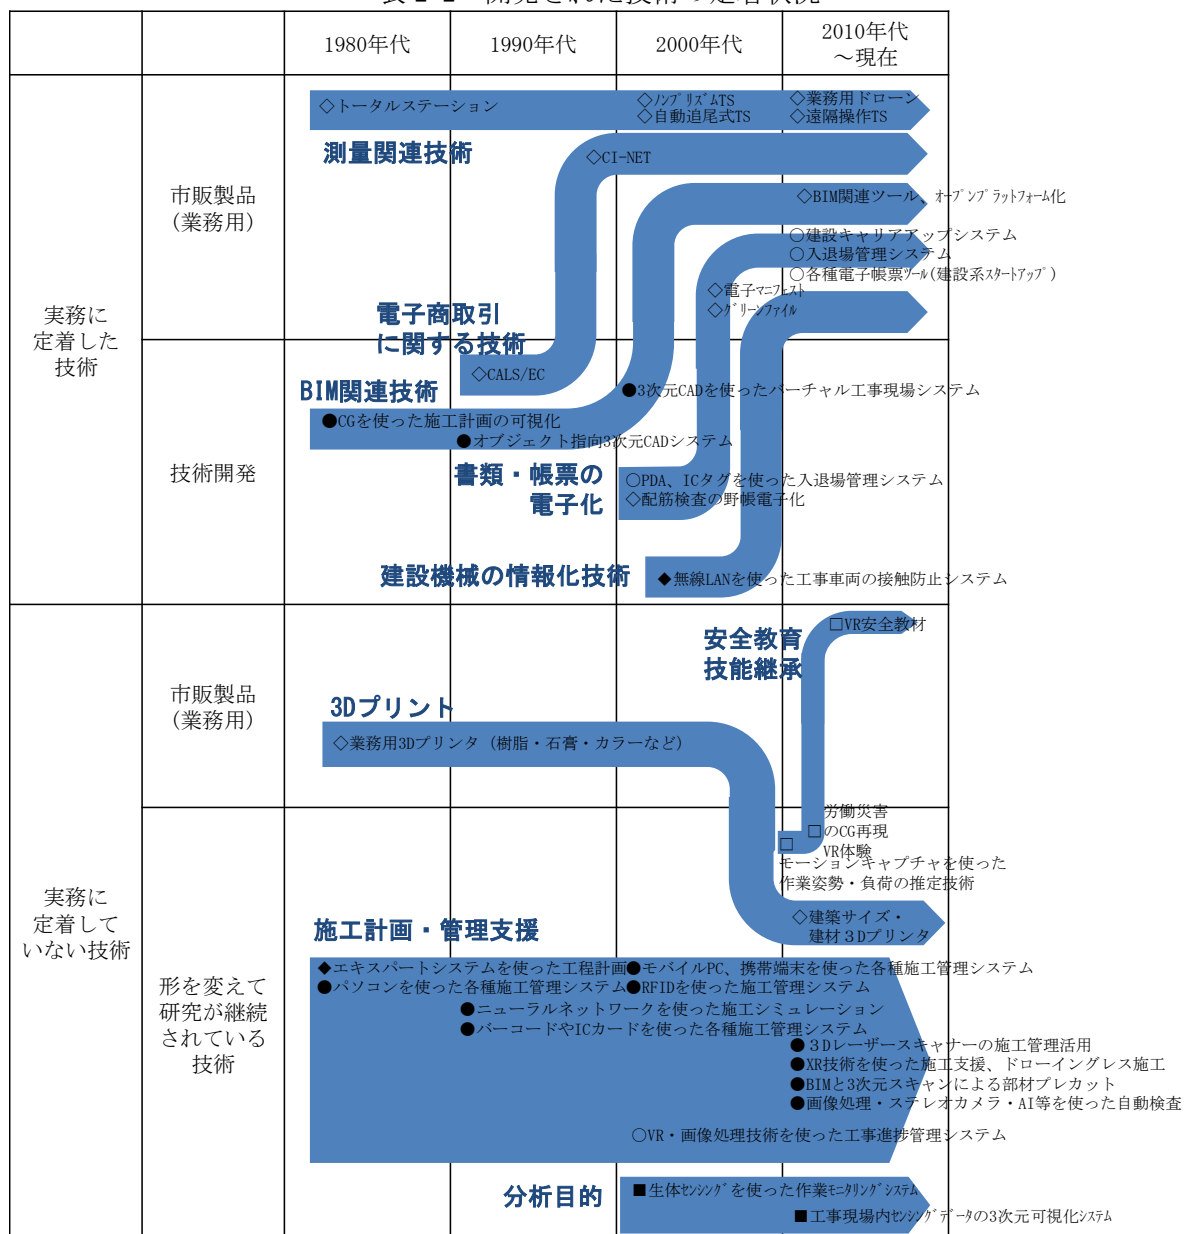 1980年代
1990年代
2000年代
2010年代
～現在
実務に
定着した
技術
市販製品
(業務用)
◇トータルステーション
◇ﾉﾝﾌﾟﾘｽﾞﾑTS
◇自動追尾式TS
◇業務用ドローン
◇遠隔操作TS
測量関連技術
◇CI-NET
◇BIM関連ツール、ｵｰﾌﾟﾝﾌﾟﾗｯﾄﾌｫｰﾑ化
○建設キャリアアップシステム
○入退場管理システム
○各種電子帳票ﾂｰﾙ(建設系ｽﾀｰﾄｱｯﾌﾟ)
◇電子ﾏﾆﾌｪｽﾄ
◇ｸﾞﾘｰﾝﾌｧｲﾙ
電子商取引
に関する技術
◇CALS/EC
技術開発
BIM関連技術
●3次元CADを使ったバーチャル工事現場システム
●CGを使った施工計画の可視化
●オブジェクト指向3次元CADシステム
書類・帳票の
電子化
○PDA、ICタグを使った入退場管理システム
◇配筋検査の野帳電子化
建設機械の情報化技術
◆無線LANを使った工事車両の接触防止システム
実務に
定着して
いない技術
市販製品
(業務用)
安全教育
技能継承
□VR安全教材
3Dプリント
◇業務用3Dプリンタ（樹脂・石膏・カラーなど）
形を変えて
研究が継続
されている
技術
労働災害
□のCG再現
VR体験
□
モーションキャプチャを使った
作業姿勢・負荷の推定技術
◇建築サイズ・
建材３Dプリンタ
施工計画・管理支援
◆エキスパートシステムを使った工程計画
●モバイルPC、携帯端末を使った各種施工管理システム
●パソコンを使った各種施工管理システム
●RFIDを使った施工管理システム
●ニューラルネットワークを使った施工シミュレーション
●バーコードやICカードを使った各種施工管理システム
●３Dレーザースキャナーの施工管理活用
●XR技術を使った施工支援、ドローイングレス施工
●BIMと3次元スキャンによる部材プレカット
●画像処理・ステレオカメラ・AI等を使った自動検査
○VR・画像処理技術を使った工事進捗管理システム
分析目的
■生体ｾﾝｼﾝｸﾞを使った作業ﾓﾆﾀﾘﾝｸﾞｼｽﾃﾑ
■工事現場内ｾﾝｼﾝｸﾞﾃﾞｰﾀの3次元可視化ｼｽﾃﾑ